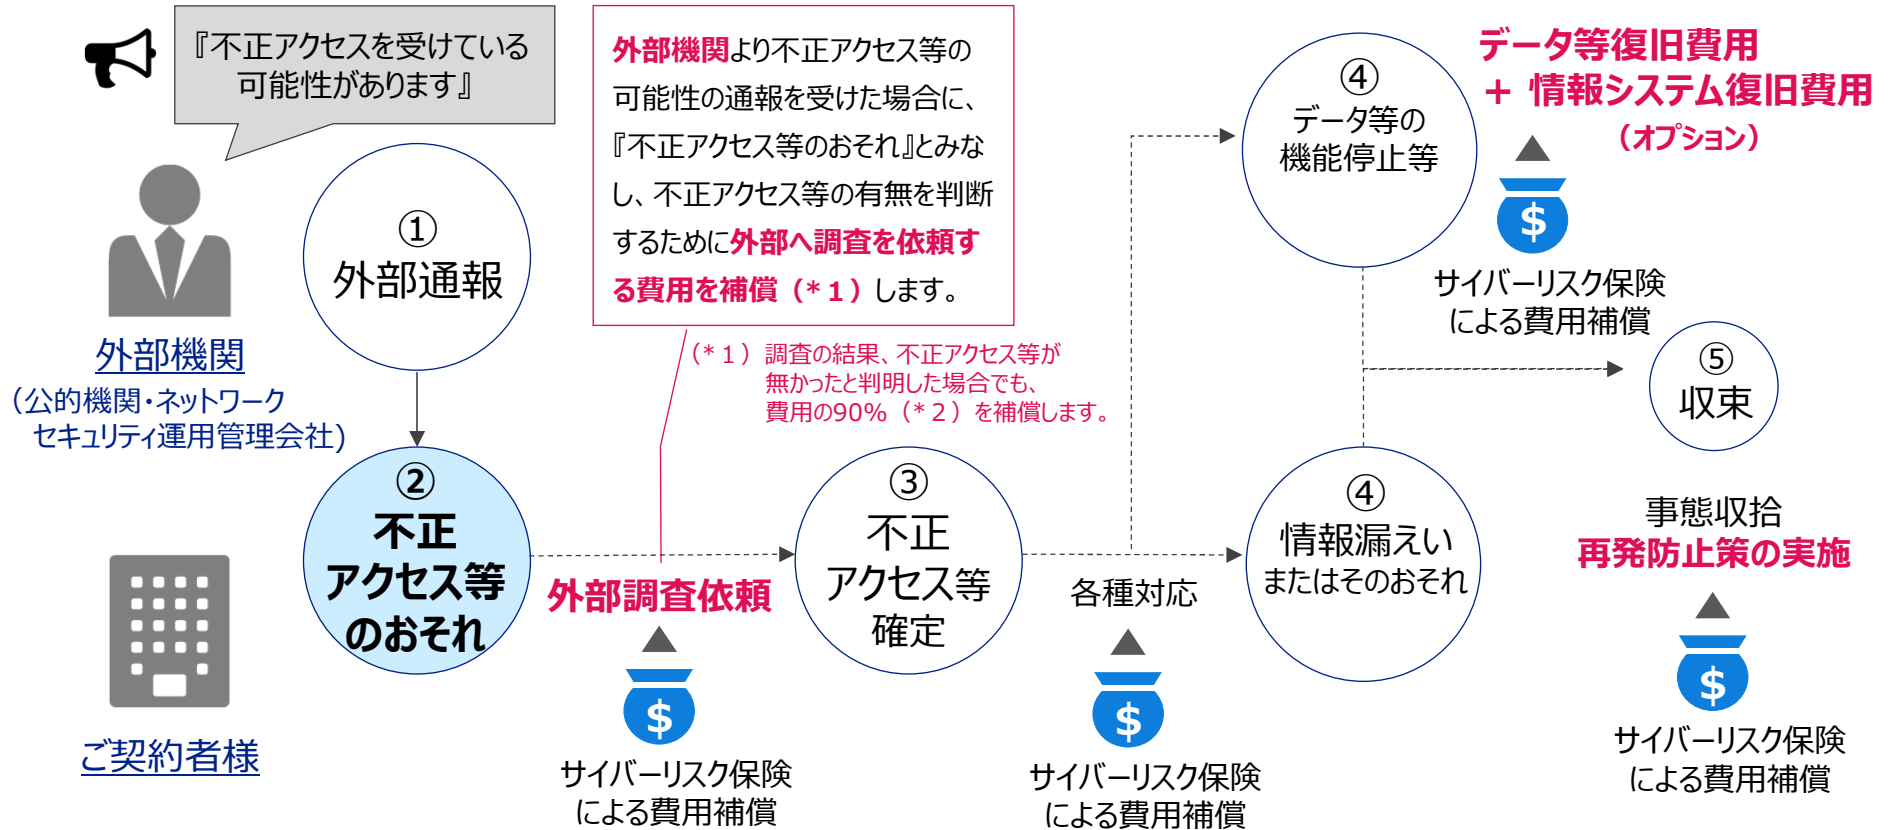 『不正アクセスを受けている
可能性があります』
外部機関
（公的機関・ネットワーク
セキュリティ運用管理会社)
ご契約者様
①
外部通報
②
不正
アクセス等
のおそれ
外部機関より不正アクセス等の
可能性の通報を受けた場合に、
『不正アクセス等のおそれ』とみな
し、不正アクセス等の有無を判断
するために外部へ調査を依頼す
る費用を補償（*１）します。
（*１）調査の結果、不正アクセス等が
無かったと判明した場合でも、
費用の90%（*２）を補償します。
外部調査依頼
$
サイバーリスク保険
による費用補償
③
不正
アクセス等
確定
各種対応
$
サイバーリスク保険
による費用補償
④
データ等の
機能停止等
データ等復旧費用
+ 情報システム復旧費用
（オプション）
$
サイバーリスク保険
による費用補償
④
情報漏えい
またはそのおそれ
⑤
収束
事態収拾
再発防止策の実施
$
サイバーリスク保険
による費用補償